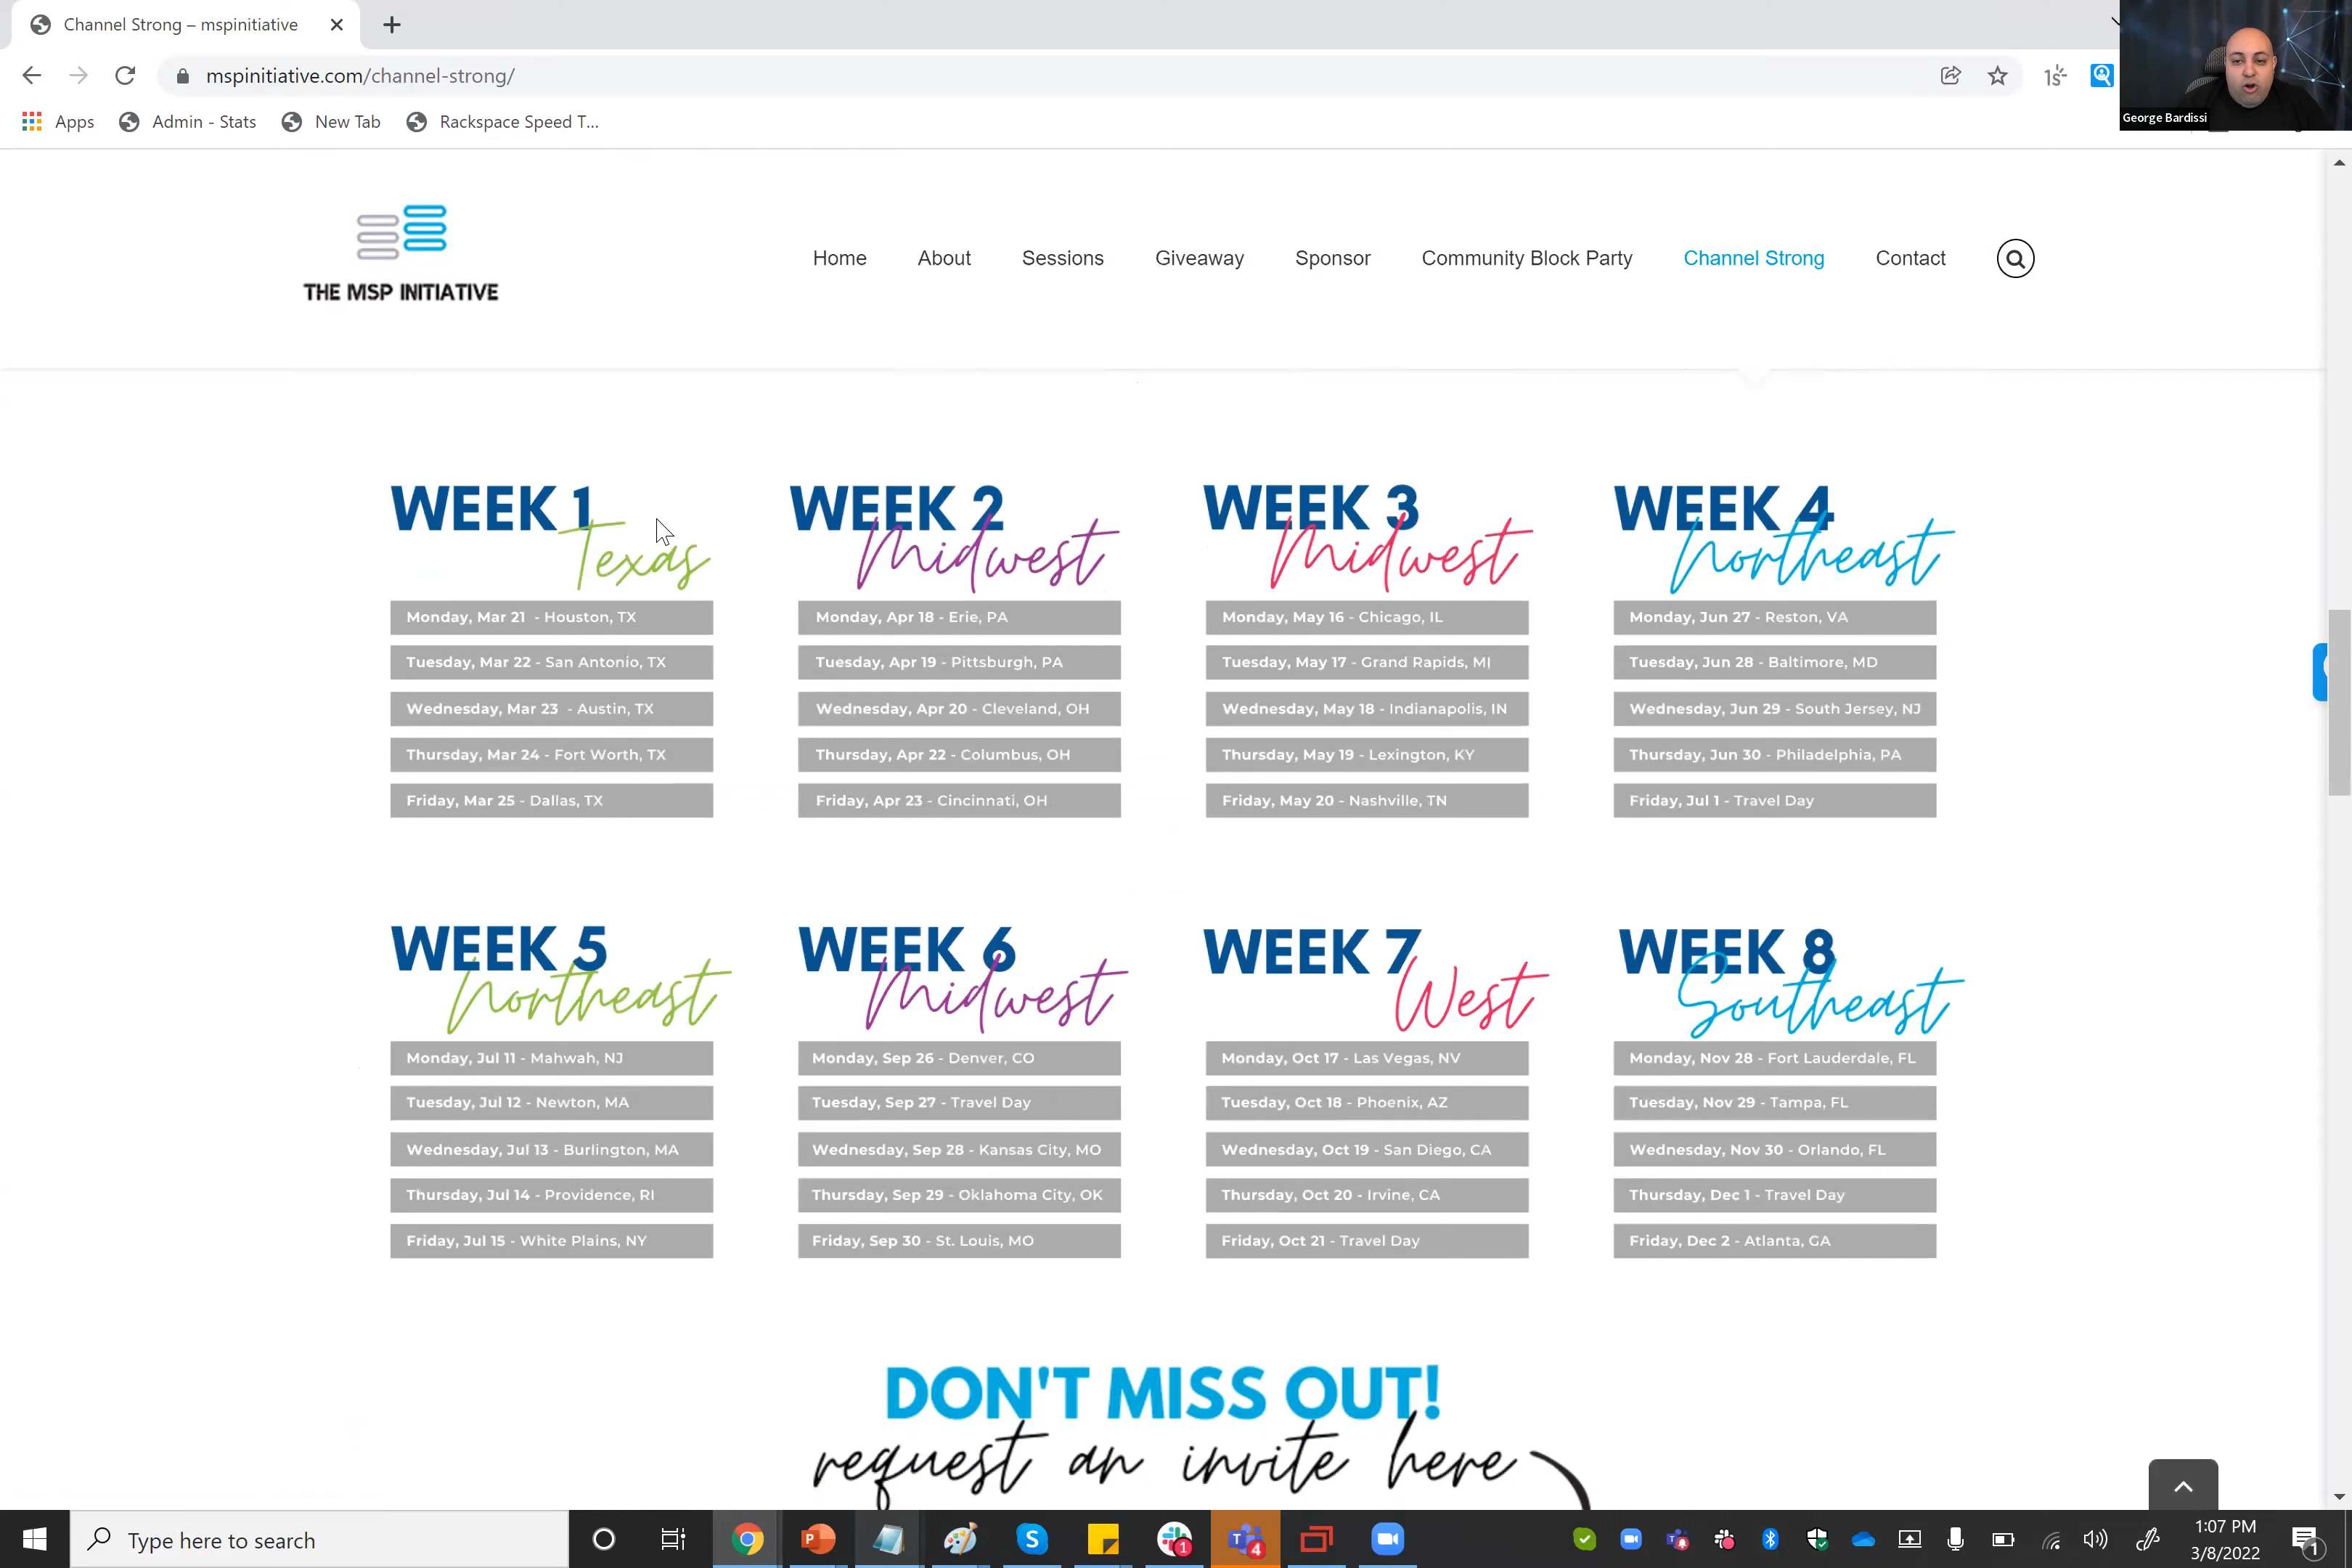 Channel Strong – mspinitiative
mspinitiative.com/channel-strong/
Apps Admin - Stats New Tab Rackspace Speed T...
George Bardissi
THE MSP INITIATIVE
Home About Sessions Giveaway Sponsor Community Block Party Channel Strong Contact
WEEK 1
Texas
Monday, Mar 21 - Houston, TX
Tuesday, Mar 22 - San Antonio, TX
Wednesday, Mar 23 - Austin, TX
Thursday, Mar 24 - Fort Worth, TX
Friday, Mar 25 - Dallas, TX
WEEK 2
Midwest
Monday, Apr 18 - Erie, PA
Tuesday, Apr 19 - Pittsburgh, PA
Wednesday, Apr 20 - Cleveland, OH
Thursday, Apr 22 - Columbus, OH
Friday, Apr 23 - Cincinnati, OH
WEEK 3
Midwest
Monday, May 16 - Chicago, IL
Tuesday, May 17 - Grand Rapids, MI
Wednesday, May 18 - Indianapolis, IN
Thursday, May 19 - Lexington, KY
Friday, May 20 - Nashville, TN
WEEK 4
Northeast
Monday, Jun 27 - Reston, VA
Tuesday, Jun 28 - Baltimore, MD
Wednesday, Jun 29 - South Jersey, NJ
Thursday, Jun 30 - Philadelphia, PA
Friday, Jul 1 - Travel Day
WEEK 5
Northeast
Monday, Jul 11 - Mahwah, NJ
Tuesday, Jul 12 - Newton, MA
Wednesday, Jul 13 - Burlington, MA
Thursday, Jul 14 - Providence, RI
Friday, Jul 15 - White Plains, NY
WEEK 6
Midwest
Monday, Sep 26 - Denver, CO
Tuesday, Sep 27 - Travel Day
Wednesday, Sep 28 - Kansas City, MO
Thursday, Sep 29 - Oklahoma City, OK
Friday, Sep 30 - St. Louis, MO
WEEK 7
West
Monday, Oct 17 - Las Vegas, NV
Tuesday, Oct 18 - Phoenix, AZ
Wednesday, Oct 19 - San Diego, CA
Thursday, Oct 20 - Irvine, CA
Friday, Oct 21 - Travel Day
WEEK 8
Southeast
Monday, Nov 28 - Fort Lauderdale, FL
Tuesday, Nov 29 - Tampa, FL
Wednesday, Nov 30 - Orlando, FL
Thursday, Dec 1 - Travel Day
Friday, Dec 2 - Atlanta, GA
DON'T MISS OUT!
request an invite here
Type here to search
1:07 PM
3/8/2022